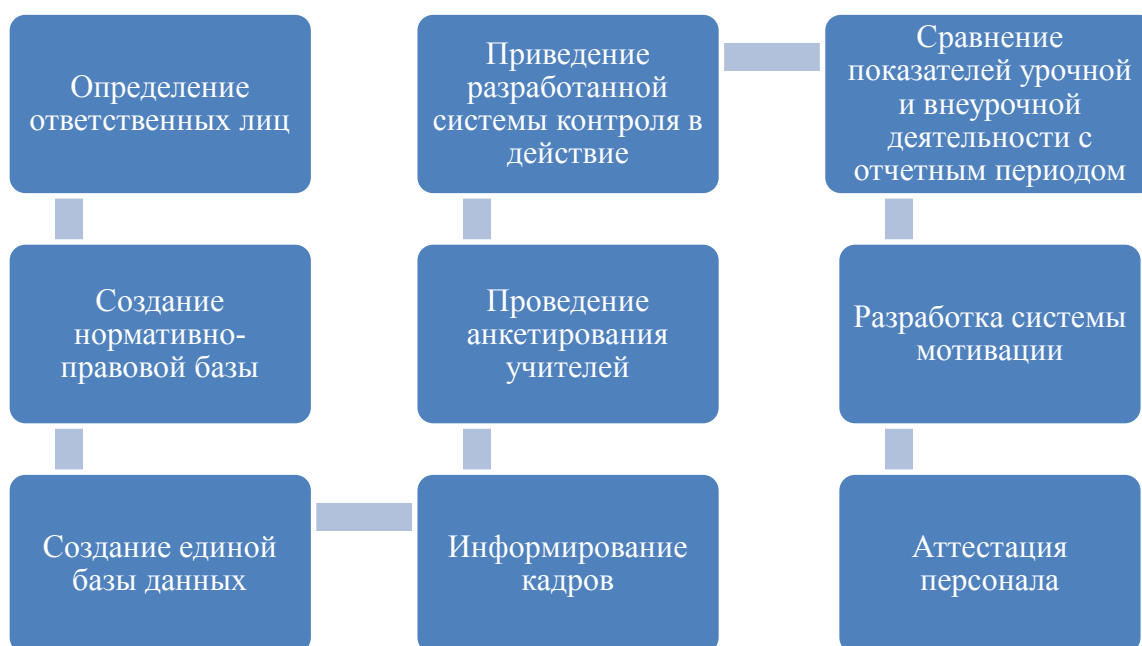 Определение
ответственных лиц
Создание
нормативно-
правовой базы
Создание единой
базы данных
Информирование
кадров
Проведение
анкетирования
учителей
Приведение
разработанной
системы контроля в
действие
Сравнение
показателей урочной
и внеурочной
деятельности с
отчетным периодом
Разработка системы
мотивации
Аттестация
персонала